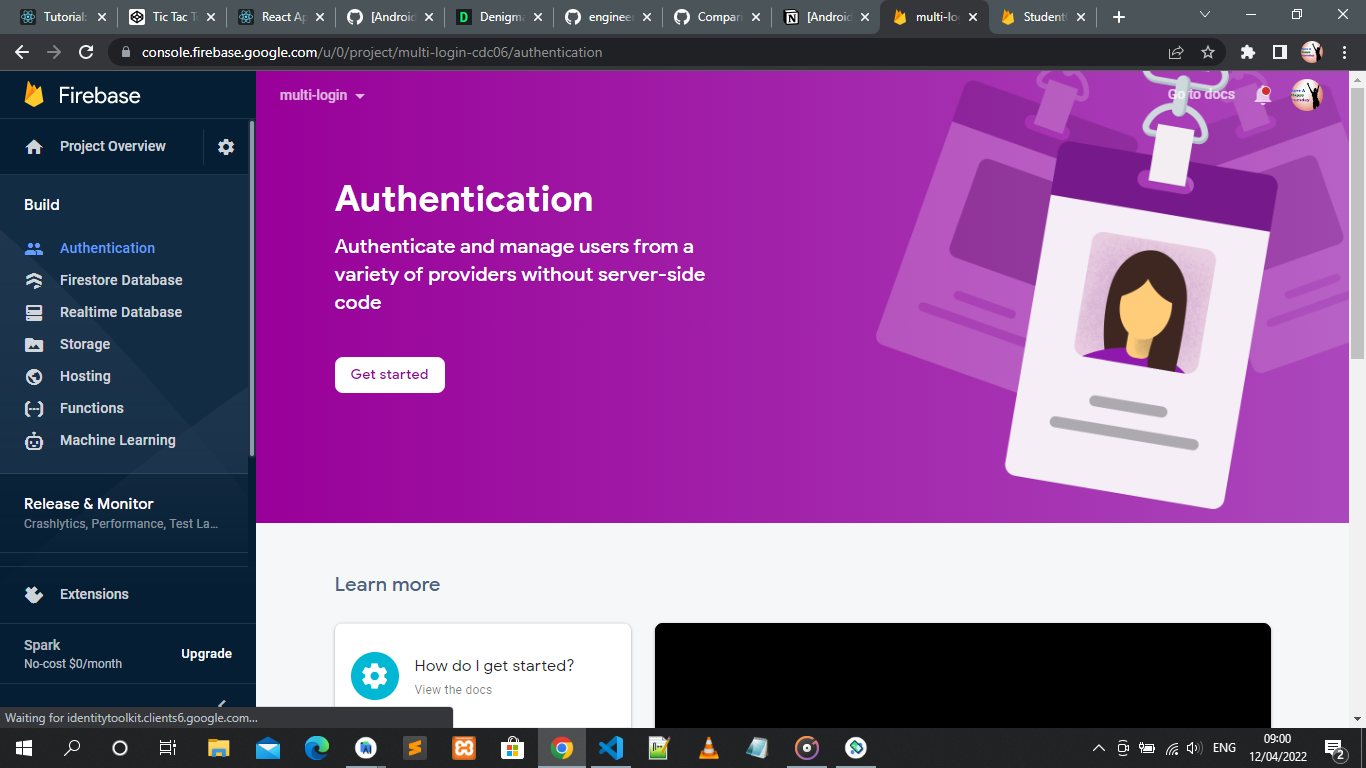 Tutorial:
Tic Tac T
React Ap
[Android
Denigma
engineer
Compari
[Android
multi-lo
Student
console.firebase.google.com/u/0/project/multi-login-cdc06/authentication
Firebase
multi-login
Go to docs
Project Overview
Build
Authentication
Firestore Database
Realtime Database
Storage
Hosting
Functions
Machine Learning
Release & Monitor
Crashlytics, Performance, Test La...
Extensions
Spark
No-cost $0/month
Upgrade
Authentication
Authenticate and manage users from a
variety of providers without server-side
code
Get started
Learn more
How do I get started?
View the docs
Waiting for identitytoolkit.clients6.google.com...
ENG
09:00
12/04/2022
2